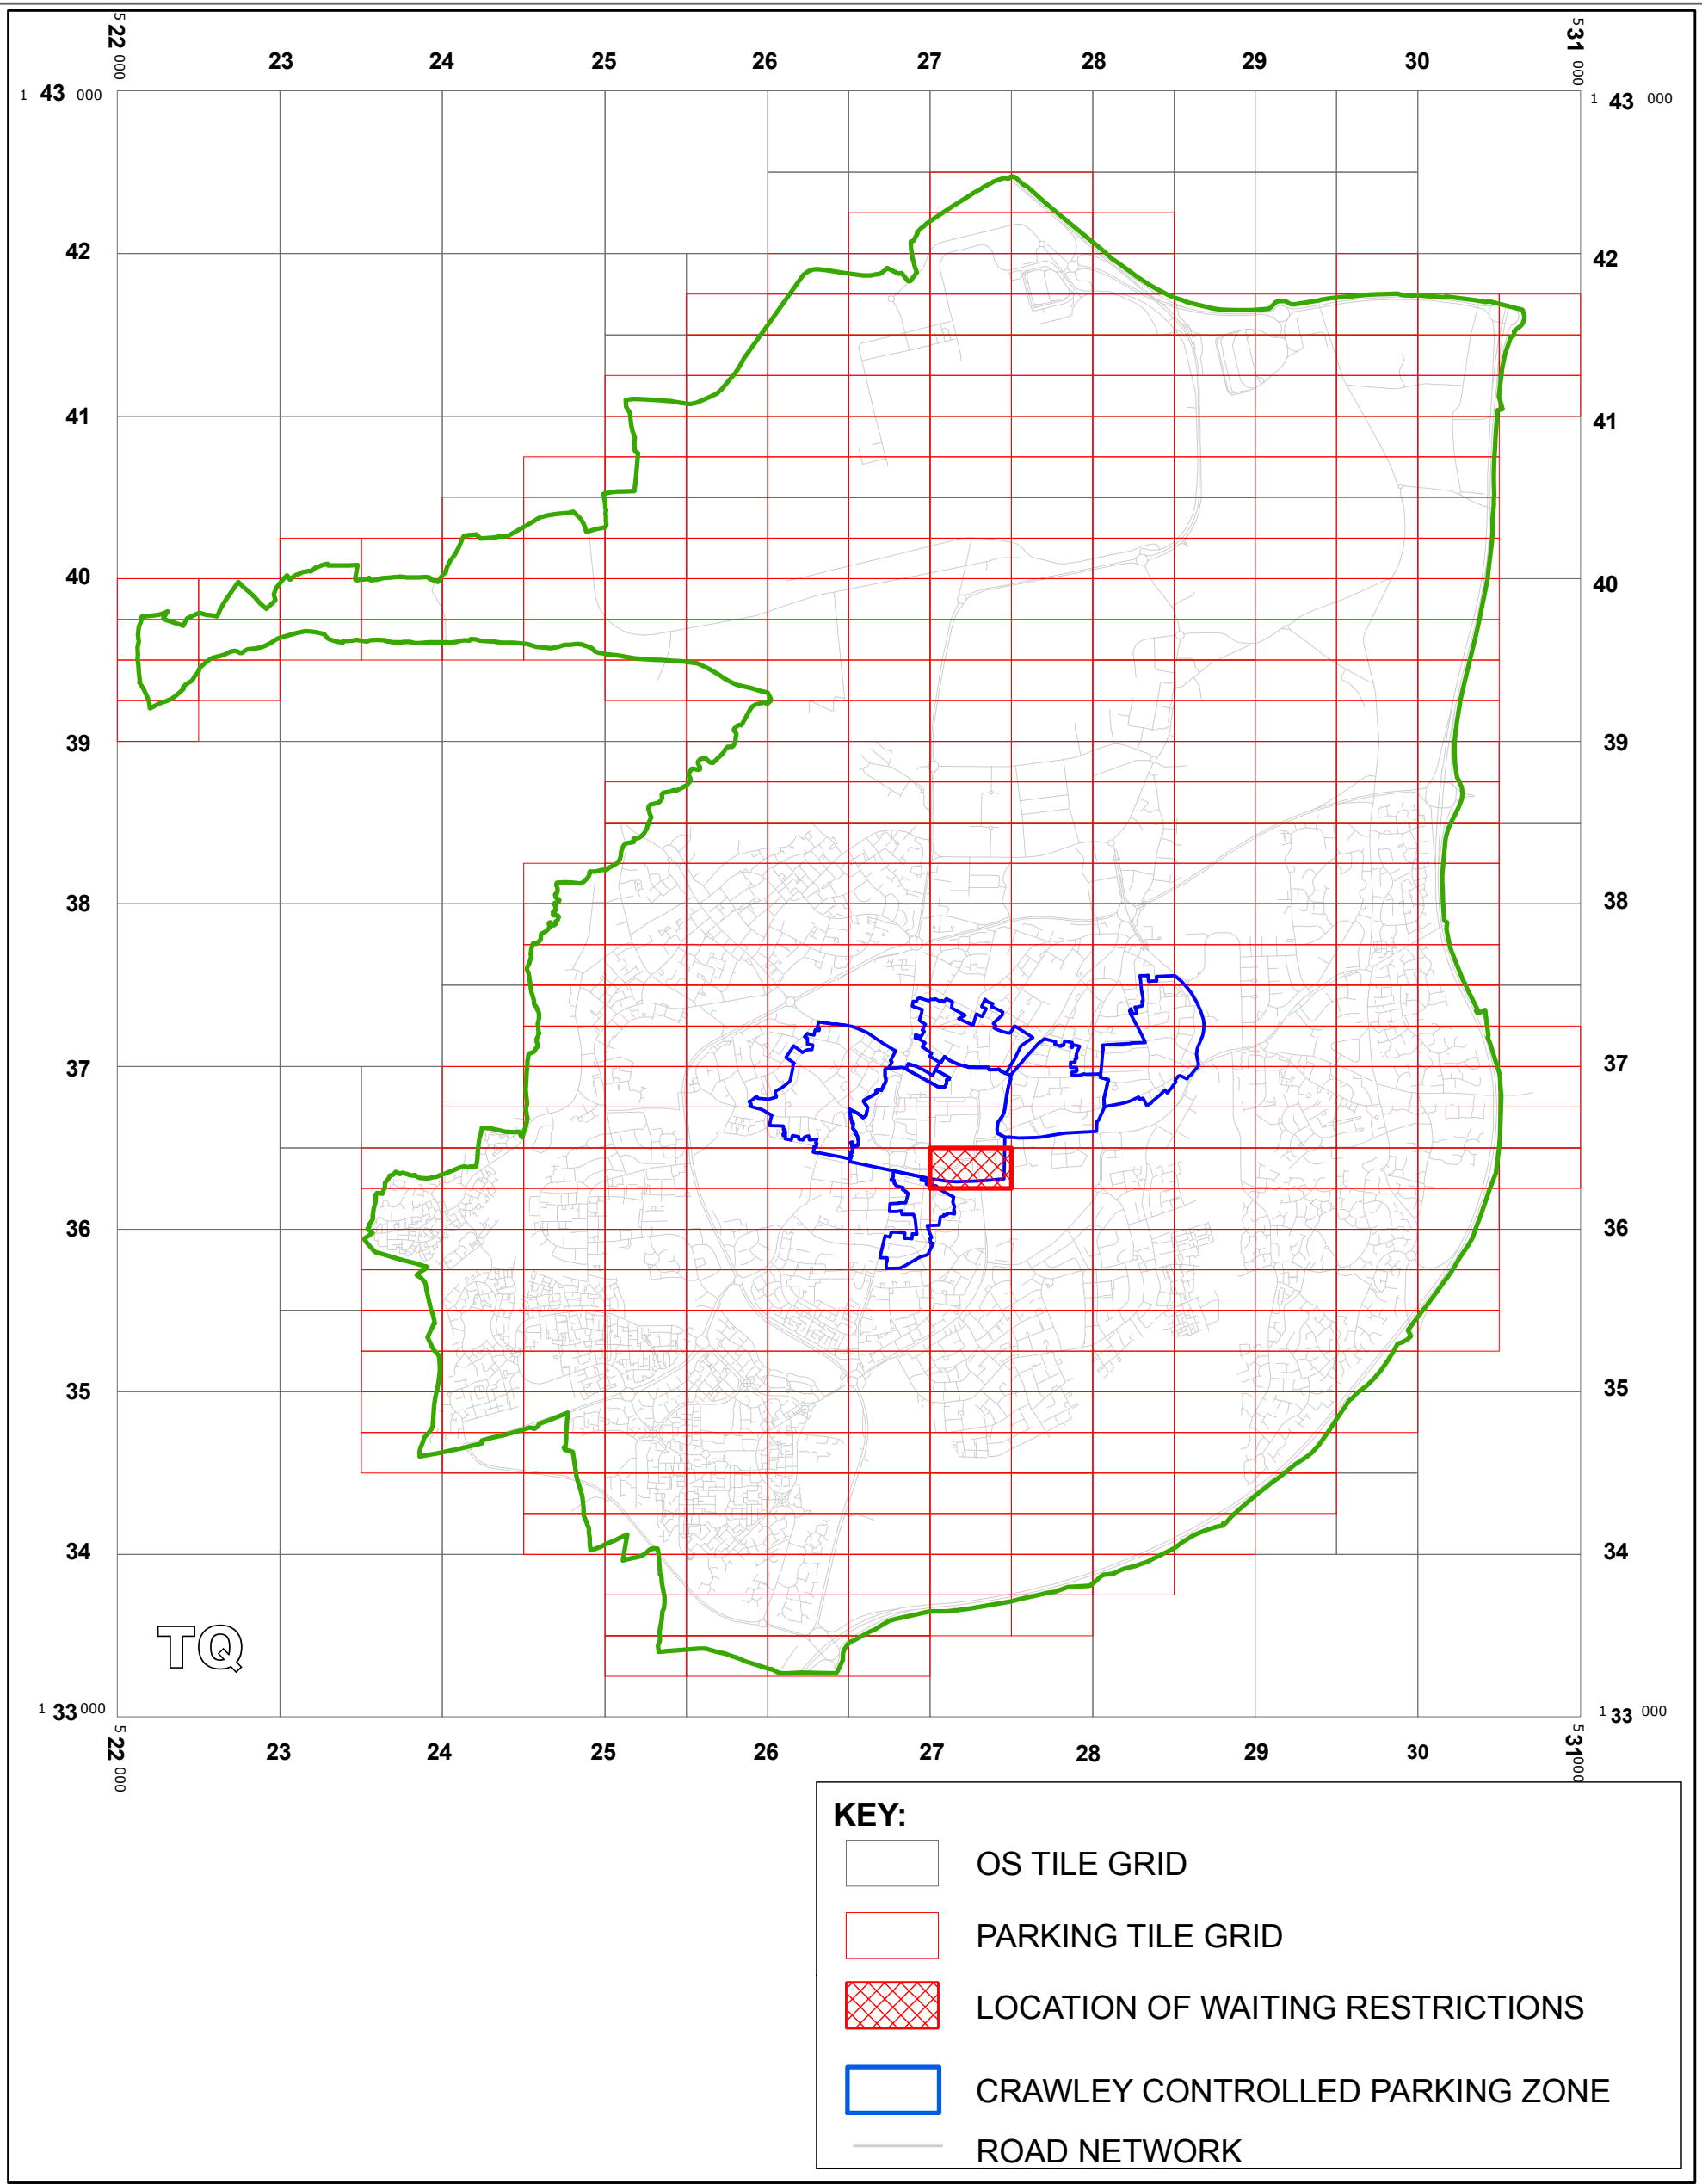 5 22 000 23 24 25 26 27 28 29 30 5 31 000
1 43 000 1 43 000
42 42
41 41
40 40
39 39
38 38
37 37
36 36
35 35
34 34
TQ
1 33 000 1 33 000
5 22 000 23 24 25 26 27 28 29 30 5 31 000
KEY:
OS TILE GRID
PARKING TILE GRID
LOCATION OF WAITING RESTRICTIONS
CRAWLEY CONTROLLED PARKING ZONE
ROAD NETWORK